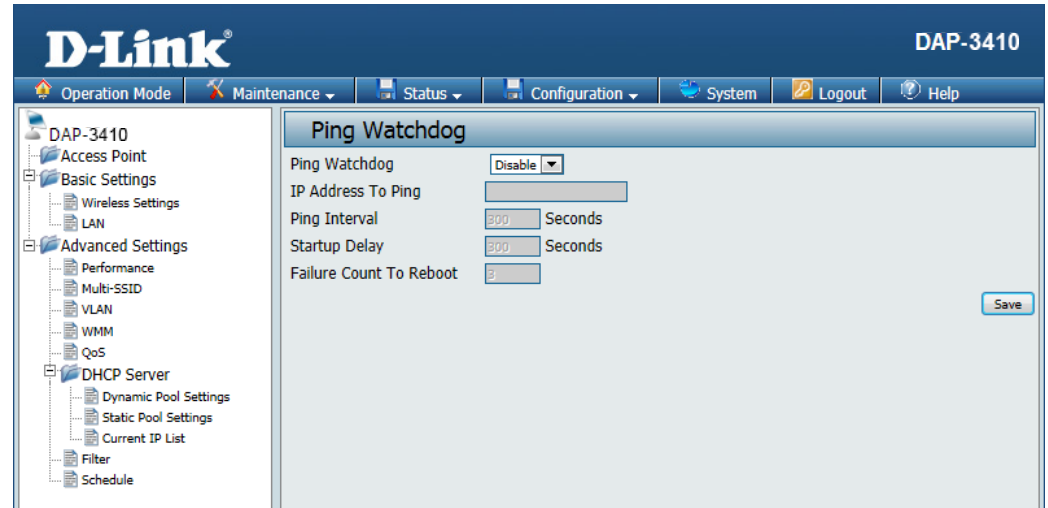 D-Link®
DAP-3410
Operation Mode
Maintenance
Status
Configuration
System
Logout
Help
DAP-3410
Access Point
Basic Settings
Wireless Settings
LAN
Advanced Settings
Performance
Multi-SSID
VLAN
WMM
QoS
DHCP Server
Dynamic Pool Settings
Static Pool Settings
Current IP List
Filter
Schedule
Ping Watchdog
Ping Watchdog Disable
IP Address To Ping
Ping Interval 300 Seconds
Startup Delay 300 Seconds
Failure Count To Reboot 3
Save